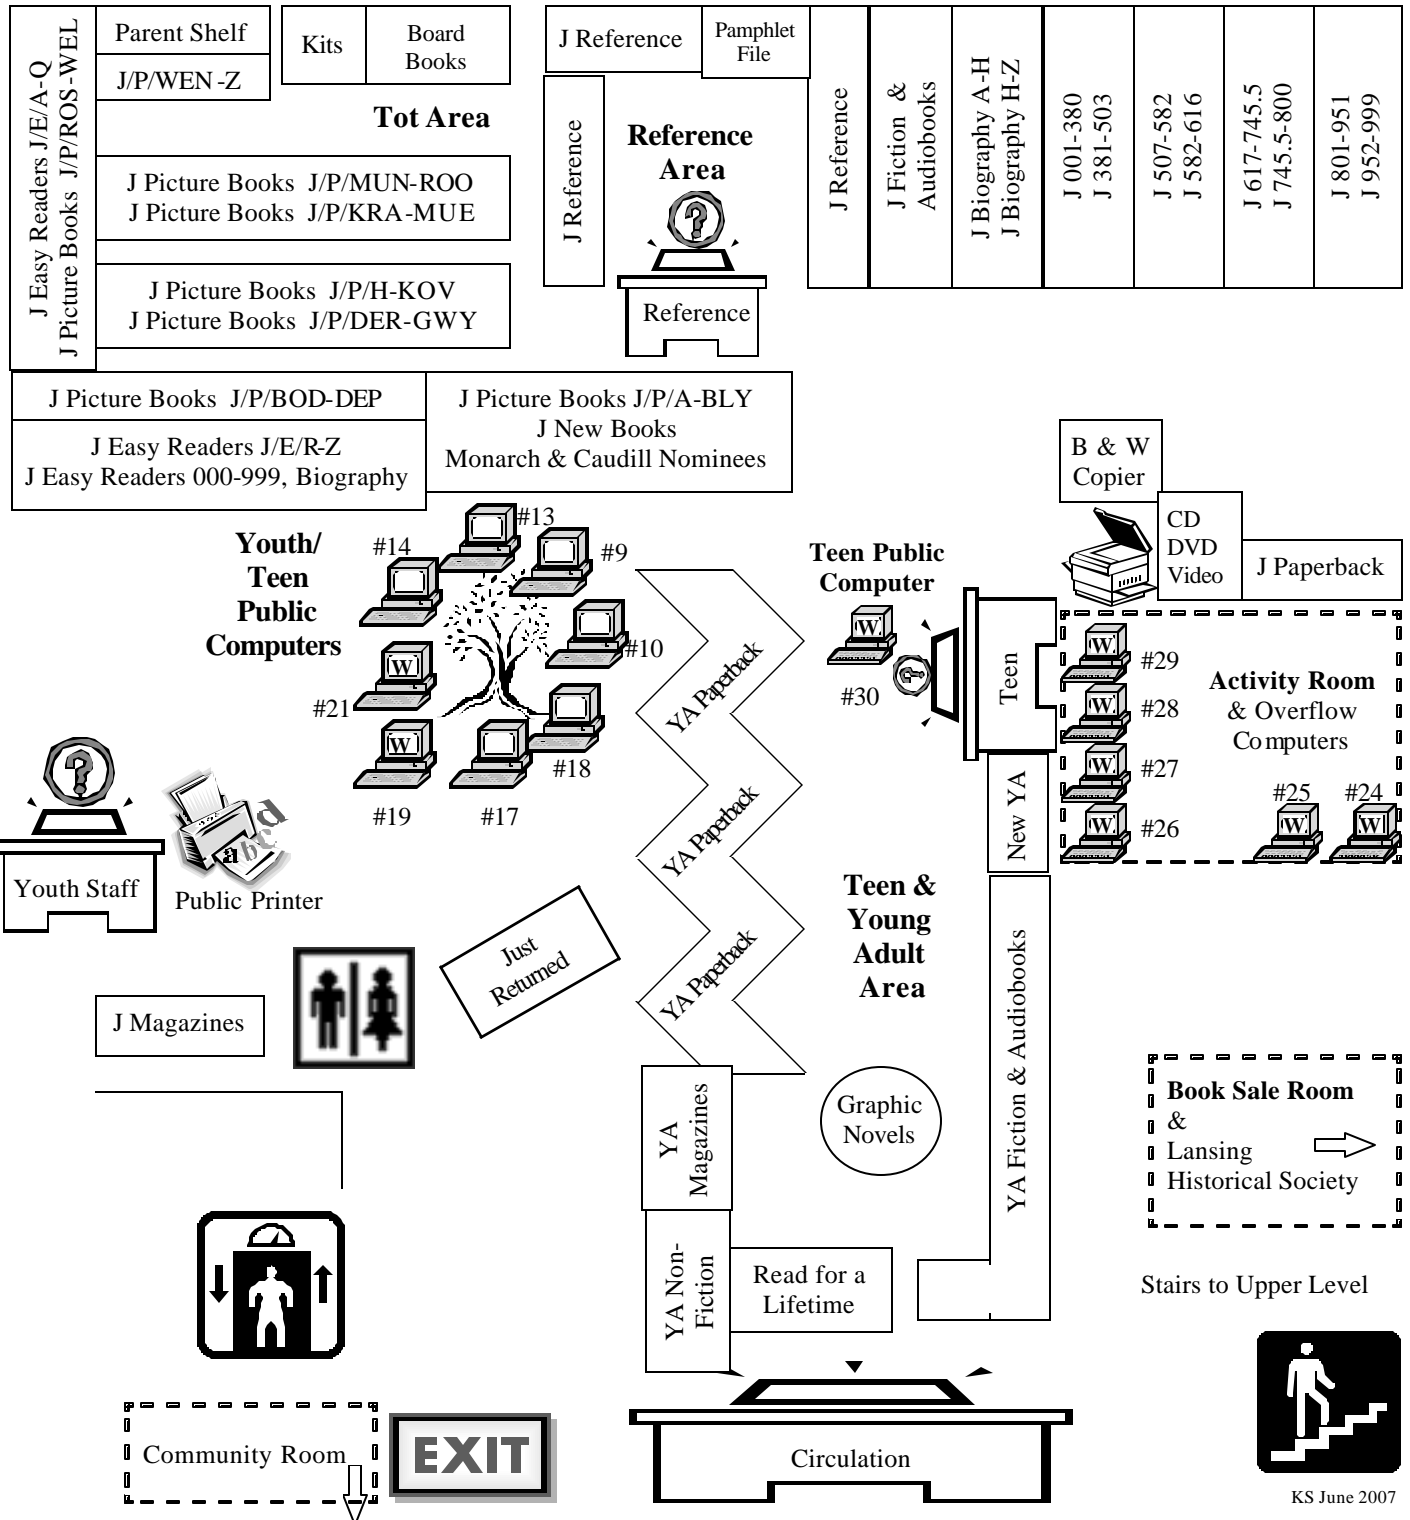 J Easy Readers J/E/A-Q
J Picture Books J/P/ROS-WEL
Parent Shelf
J/P/WEN-Z
Kits
Board
Books
Tot Area
J Picture Books J/P/MUN-ROO
J Picture Books J/P/KRA-MUE
J Picture Books J/P/H-KOV
J Picture Books J/P/DER-GWY
J Picture Books J/P/BOD-DEP
J Easy Readers J/E/R-Z
J Easy Readers 000-999, Biography
J Picture Books J/P/A-BLY
J New Books
Monarch & Caudill Nominees
J Reference
Pamphlet
File
J Reference
Reference
Area
?
Reference
J Reference
J Fiction &
Audiobooks
J Biography A-H
J Biography H-Z
J 001-380
J 381-503
J 507-582
J 582-616
J 617-745.5
J 745.5-800
J 801-951
J 952-999
B & W
Copier
CD
DVD
Video
J Paperback
Youth/
Teen
Public
Computers
#14
#13
#9
#10
#21
W
#19
W
#17
#18
YA Paperback
YA Paperback
YA Paperback
Teen Public
Computer
W
#30
?
Teen
W
#29
W
#28
W
#27
W
#26
Activity Room
& Overflow
Computers
#25
#24
W
W
New YA
?
Youth Staff
abcd
Public Printer
Just
Returned
Teen &
Young
Adult
Area
J Magazines
YA
Magazines
Graphic
Novels
YA Fiction & Audiobooks
Book Sale Room
&
Lansing
Historical Society
YA Non-
Fiction
Read for a
Lifetime
Stairs to Upper Level
Community Room
EXIT
Circulation
KS June 2007